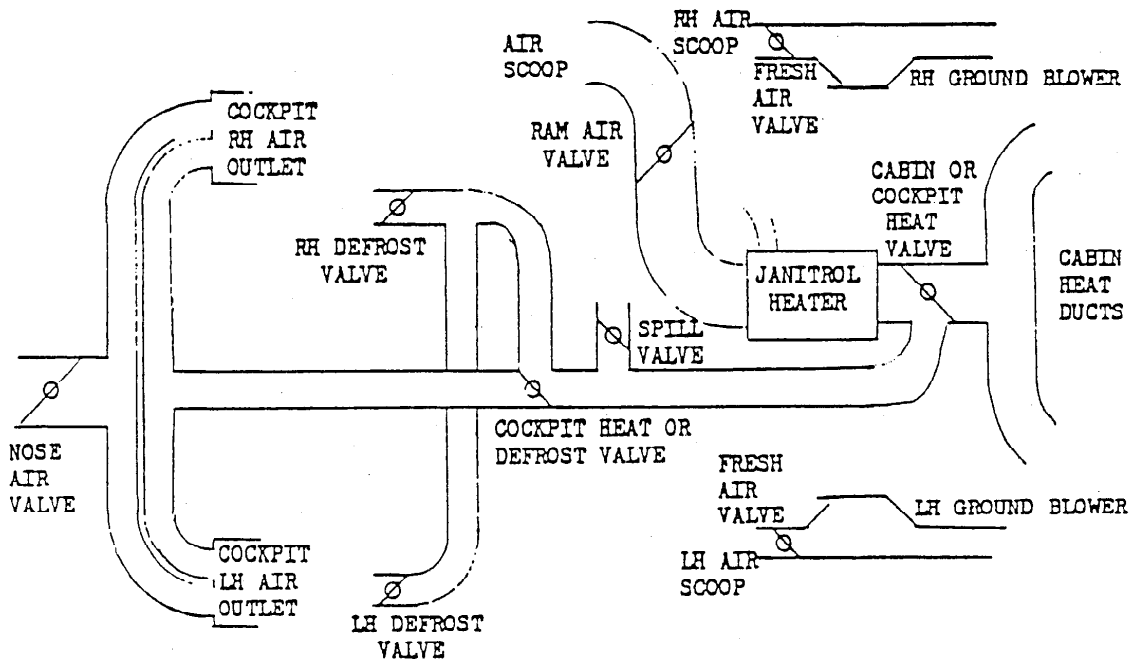 RH AIR
SCOOP
AIR
SCOOP
FRESH
AIR
VALVE
RH GROUND BLOWER
COCKPIT
RH AIR
OUTLET
RAM AIR
VALVE
CABIN OR
COCKPIT
HEAT
VALVE
RH DEFROST
VALVE
JANITROL
HEATER
CABIN
HEAT
DUCTS
SPILL
VALVE
NOSE
AIR
VALVE
COCKPIT HEAT OR
DEFROST VALVE
FRESH
AIR
VALVE
LH GROUND BLOWER
COCKPIT
LH AIR
OUTLET
LH AIR
SCOOP
LH DEFROST
VALVE